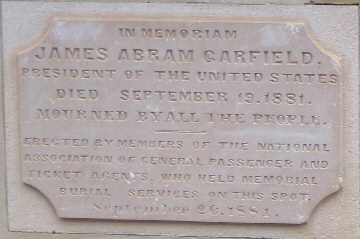 IN MEMORIAM
JAMES ABRAM GARFIELD,
PRESIDENT OF THE UNITED STATES
DIED SEPTEMBER 19.1881.
MOURNED BY ALL THE PEOPLE.
ERECTED BY MEMBERS OF THE NATIONAL
ASSOCIATION OF GENERAL PASSENGER AND
TICKET AGENTS, WHO HELD MEMORIAL
BURIAL SERVICES ON THIS SPOT,
September 26.1881.